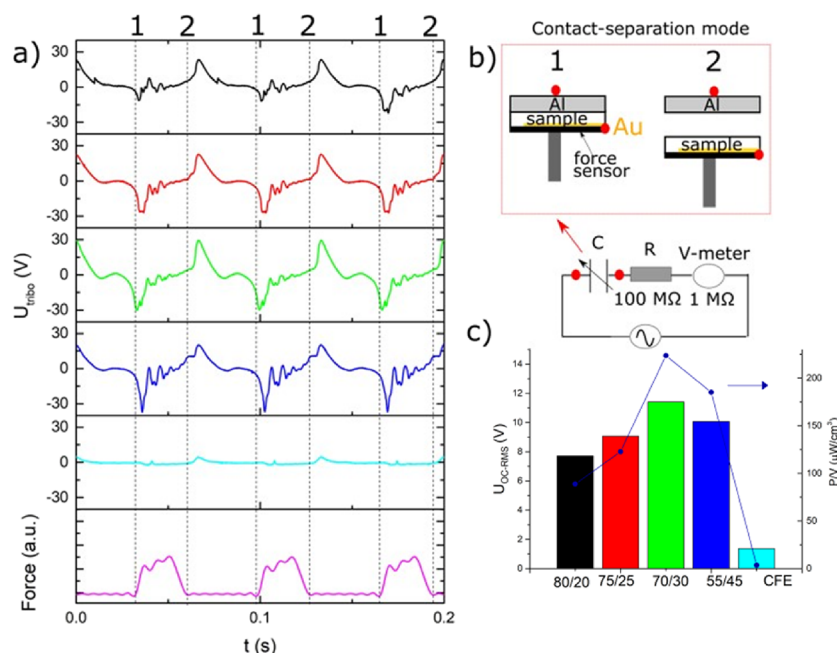 a)
1 2 1 2 1 2
30
0
-30
30
0
-30
30
0
-30
30
0
-30
30
0
-30
U_tribo (V)
Force (a.u.)
0.0 0.1 0.2
t (s)
b)
Contact-separation mode
1 2
Al
sample
Au
force
sensor
Al
sample
C R V-meter
100 MΩ 1 MΩ
c)
14
12
10
8
6
4
2
0
U_OC-RMS (V)
200
150
100
50
0
P/V (µW/cm³)
80/20 75/25 70/30 55/45 CFE